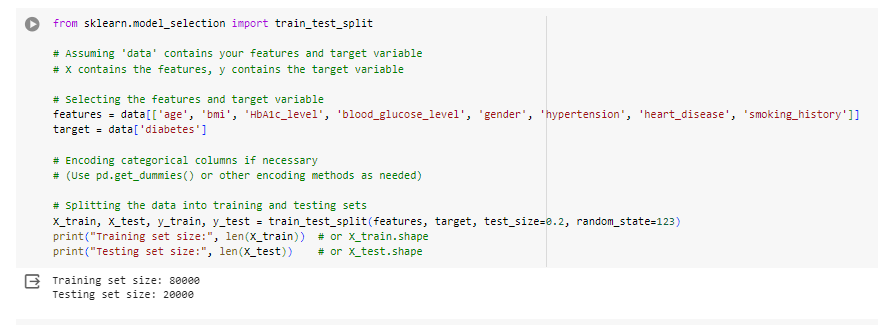 from sklearn.model_selection import train_test_split
# Assuming 'data' contains your features and target variable
# X contains the features, y contains the target variable
# Selecting the features and target variable
features = data[['age', 'bmi', 'HbA1c_level', 'blood_glucose_level', 'gender', 'hypertension', 'heart_disease', 'smoking_history']]
target = data['diabetes']
# Encoding categorical columns if necessary
# (Use pd.get_dummies() or other encoding methods as needed)
# Splitting the data into training and testing sets
X_train, X_test, y_train, y_test = train_test_split(features, target, test_size=0.2, random_state=123)
print("Training set size:", len(X_train))  # or X_train.shape
print("Testing set size:", len(X_test))    # or X_test.shape
Training set size: 80000
Testing set size: 20000